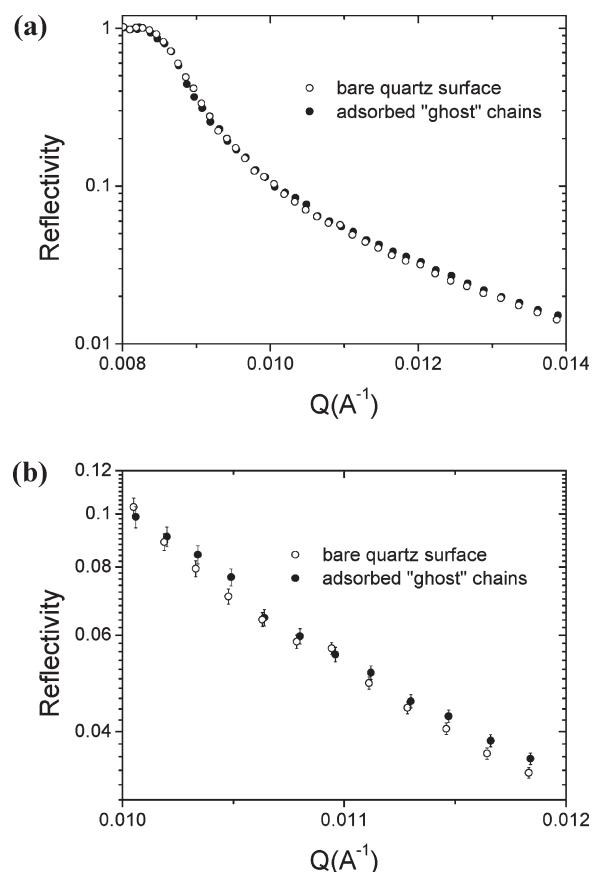 (a)
1
0.1
0.01
Reflectivity
bare quartz surface
adsorbed "ghost" chains
0.008
0.010
0.012
0.014
Q(A⁻¹)
(b)
0.12
0.1
0.08
0.06
0.04
Reflectivity
bare quartz surface
adsorbed "ghost" chains
0.010
0.011
0.012
Q(A⁻¹)